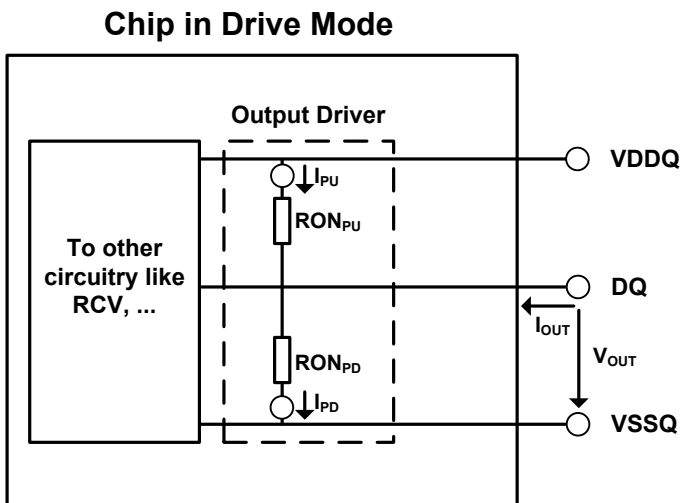 Chip in Drive Mode
Output Driver
VDDQ
IPU
RONPU
To other
circuitry like
RCV, ...
DQ
IOUT
RONPD
VOUT
IPD
VSSQ